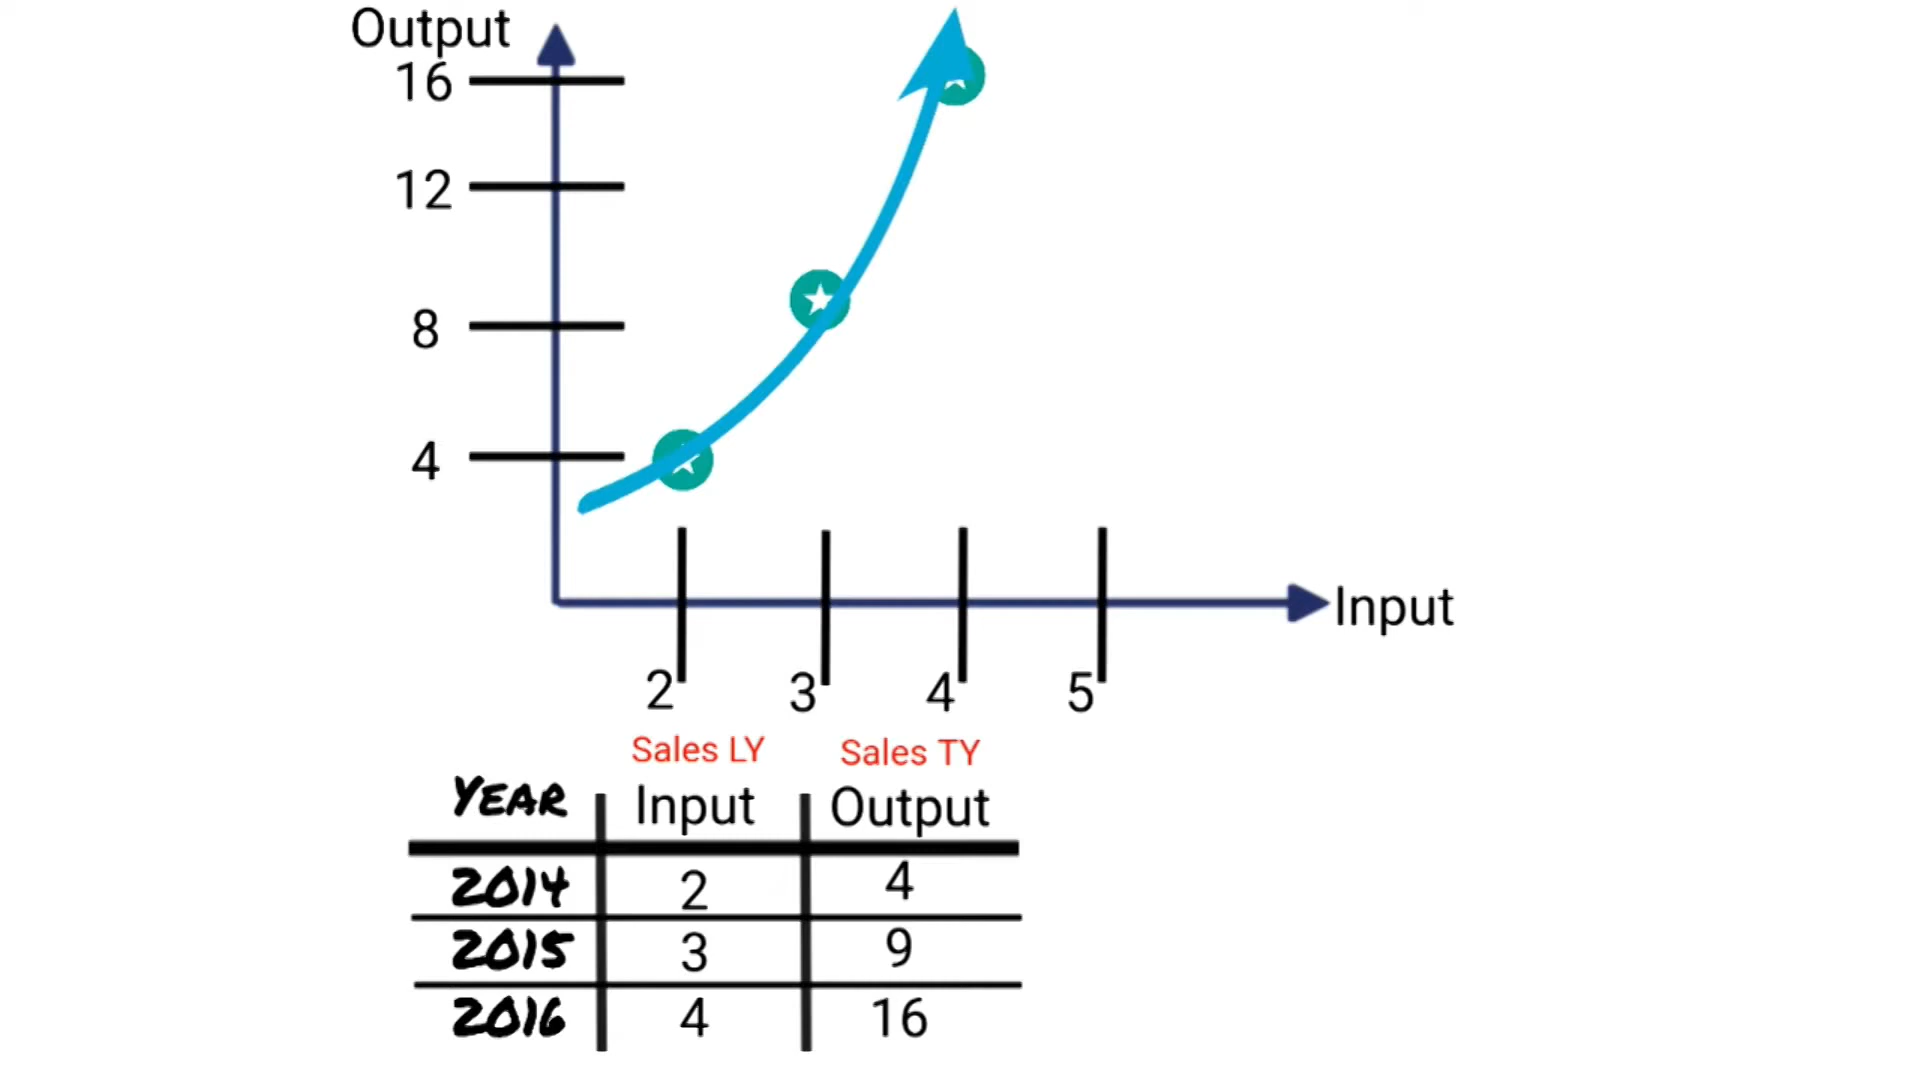 Output
16
12
8
4
Input
2 3 4 5
Sales LY Sales TY
YEAR Input Output
2014 2 4
2015 3 9
2016 4 16